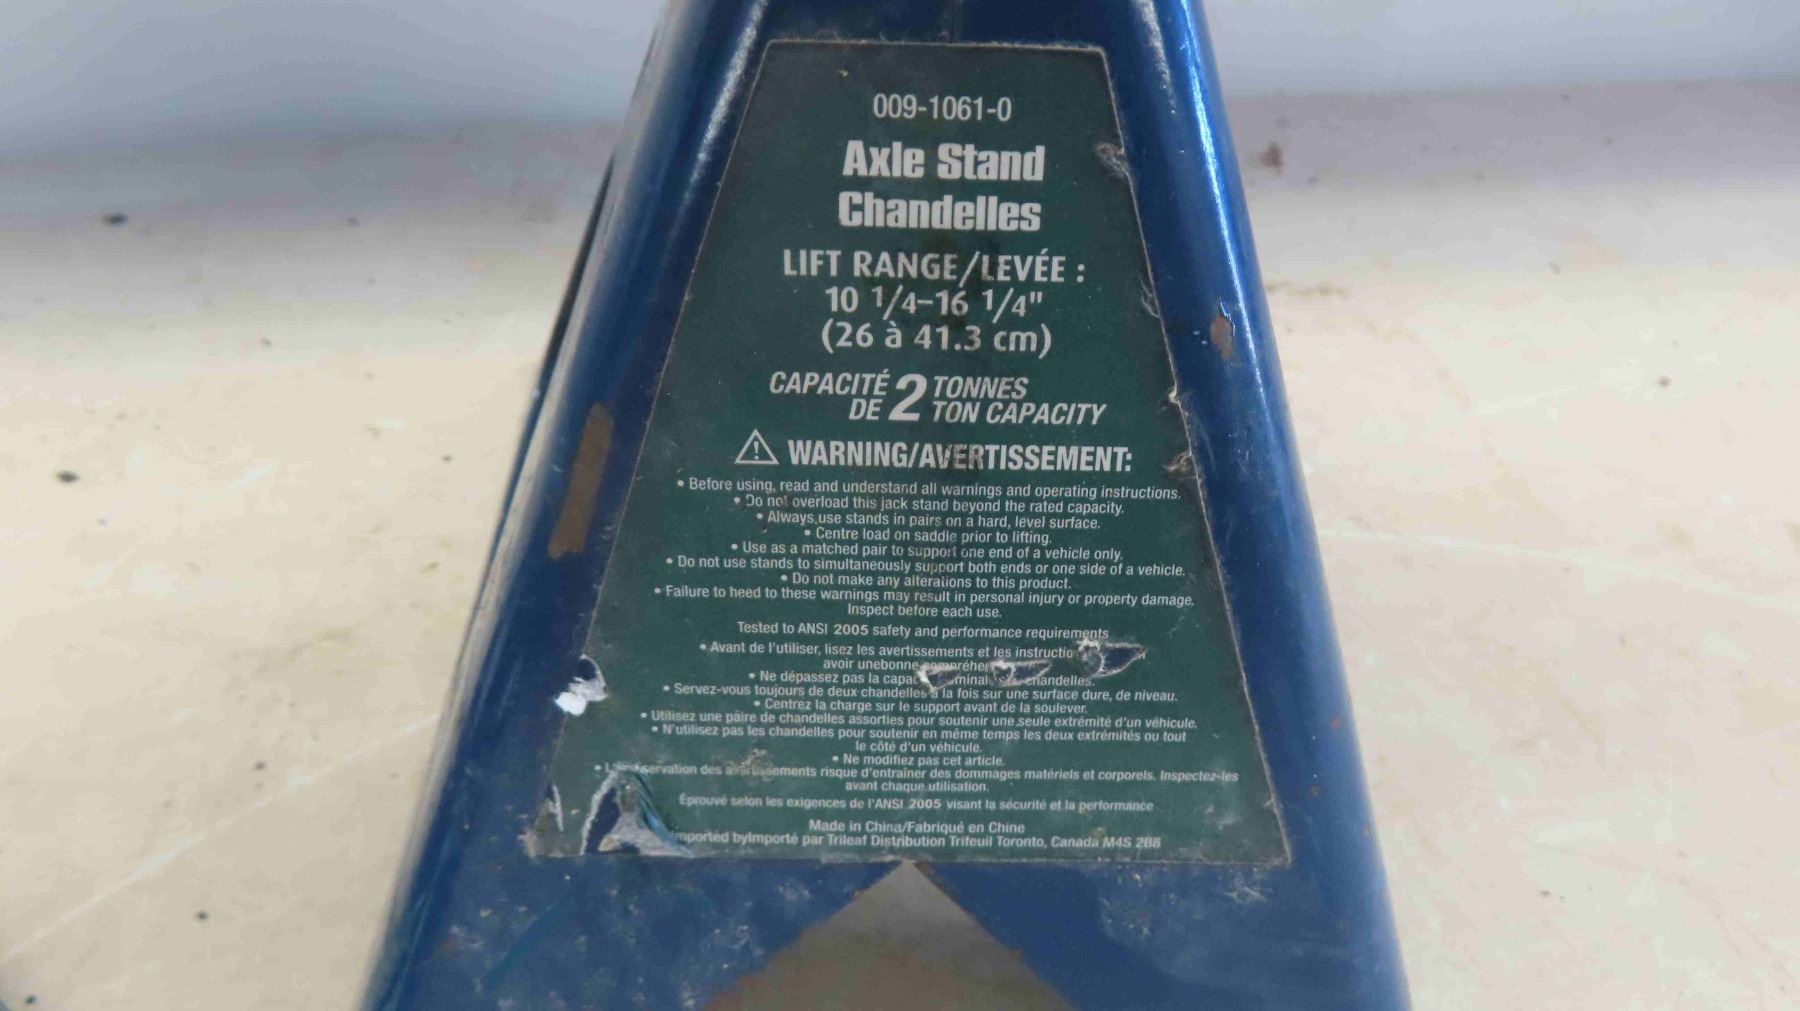 009-1061-0
Axle Stand
Chandelles
LIFT RANGE/LEVÉE :
10 1/4-16 1/4"
(26 à 41.3 cm)
CAPACITÉ 2 TONNES
DE TON CAPACITY
WARNING/AVERTISSEMENT:
• Before using, read and understand all warnings and operating instructions.
• Do not overload this jack stand beyond the rated capacity.
• Always use stands in pairs on a hard, level surface.
• Centre load on saddle prior to lifting.
• Use as a matched pair to support one end of a vehicle only.
• Do not use stands to simultaneously support both ends or one side of a vehicle.
• Do not make any alterations to this product.
• Failure to heed to these warnings may result in personal injury or property damage.
Inspect before each use.
Tested to ANSI 2005 safety and performance requirements
• Avant de l'utiliser, lisez les avertissements et les
avoir unebonne
• Ne dépassez pas la chandelles.
• Servez-vous toujours de deux chandelles à la fois sur une surface dure, de niveau.
• Centrez la charge sur le support avant de la soulever.
• Utilisez une paire de chandelles assorties pour soutenir une seule extrémité d'un véhicule.
• N'utilisez pas les chandelles pour soutenir en même temps les deux extrémités ou tout
le côté d'un véhicule.
• Ne modifiez pas cet article.
• des avertissements risque d'entraîner des dommages matériels et corporels. Inspectez-les
avant chaque utilisation.
Éprouvé selon les exigences de l'ANSI 2005 visant la sécurité et la performance
Made in China/Fabriqué en Chine
Imported byImporté par Trileaf Distribution Trifeuil Toronto, Canada M4S 2B8